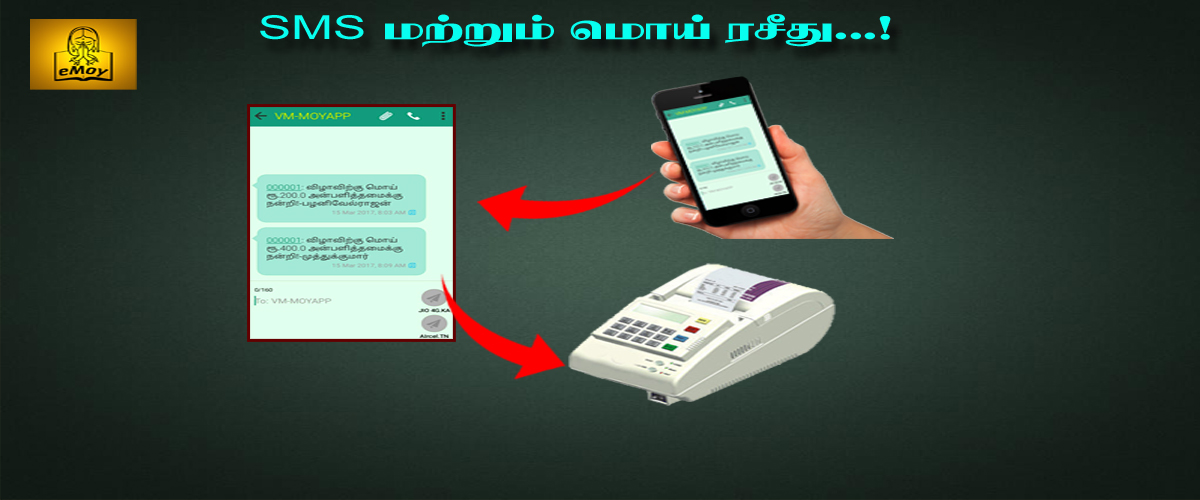 SMS மற்றும் மொய் ரசீது...!
eMoy
VM-MOYAPP
000001: விழாவிற்கு மொய்
ரூ.200.0 அன்பளித்தமைக்கு
நன்றி!-பழனிவேல்ராஜன்
15 Mar 2017, 8:03 AM
000001: விழாவிற்கு மொய்
ரூ.400.0 அன்பளித்தமைக்கு
நன்றி!-முத்துக்குமார்
15 Mar 2017, 8:09 AM
0/160
To: VM-MOYAPP
JIO 4G,KA
Aircel,TN